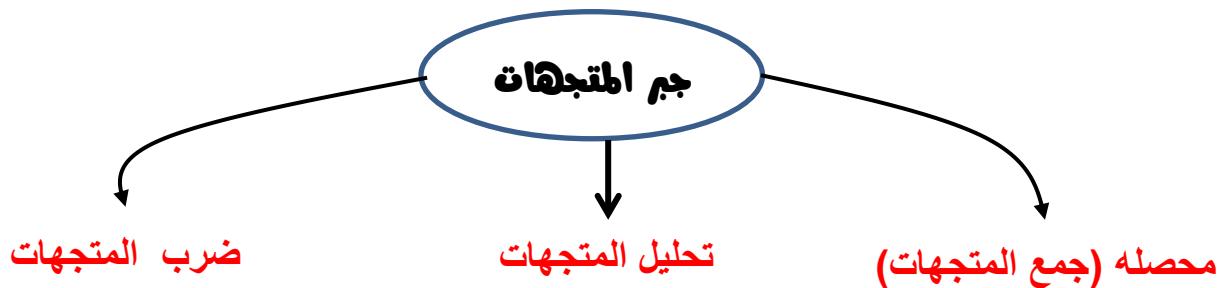 جبر المتجهات
محصله (جمع المتجهات)
تحليل المتجهات
ضرب المتجهات